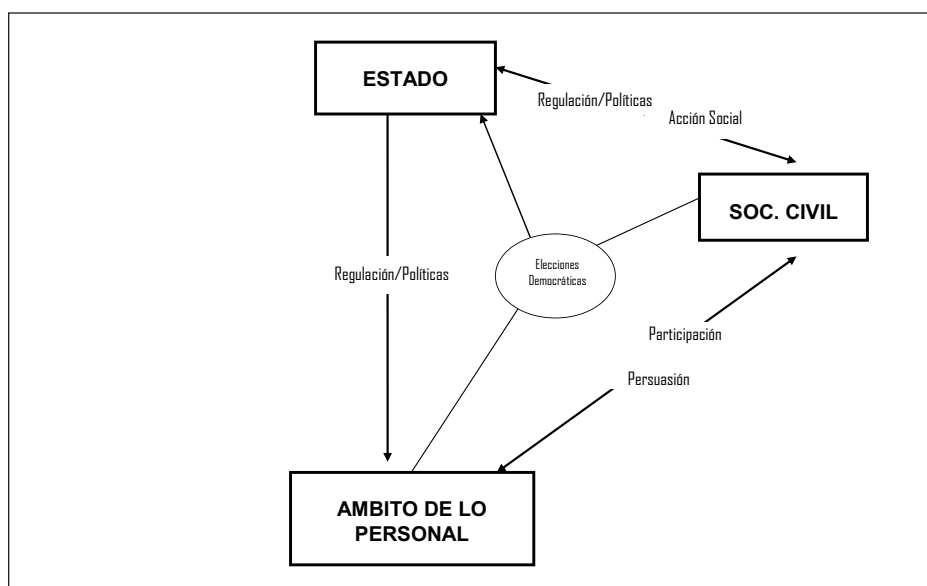 ESTADO
Regulación/Políticas
Acción Social
SOC. CIVIL
Elecciones
Democráticas
Regulación/Políticas
Participación
Persuasión
AMBITO DE LO
PERSONAL